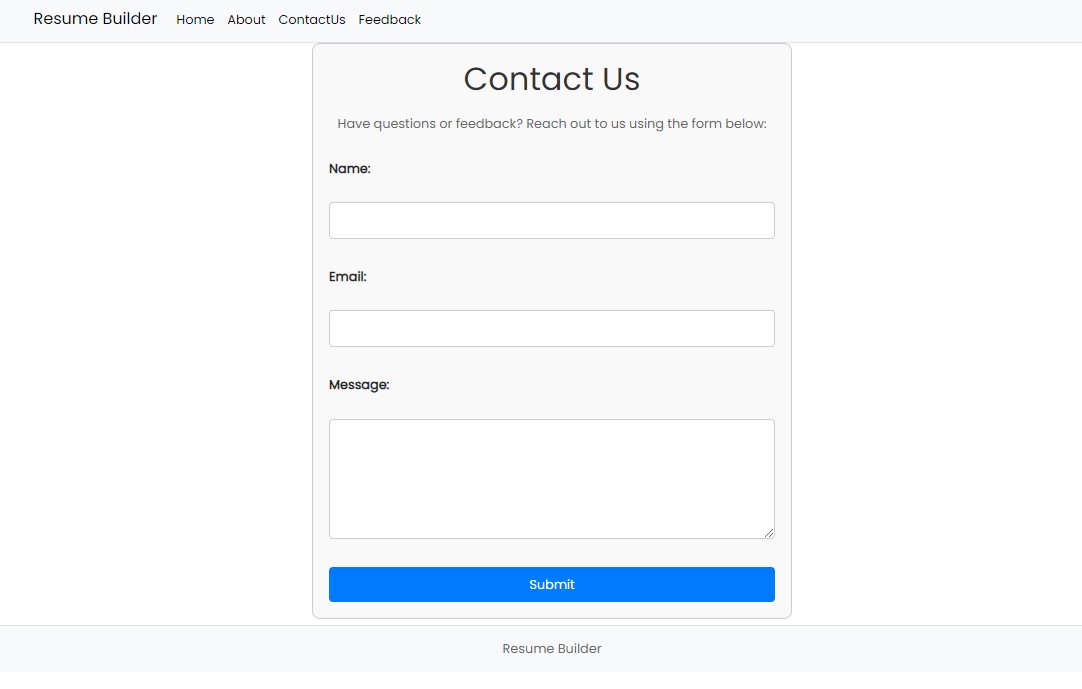 Resume Builder Home About ContactUs Feedback
Contact Us
Have questions or feedback? Reach out to us using the form below:
Name:
Email:
Message:
Submit
Resume Builder